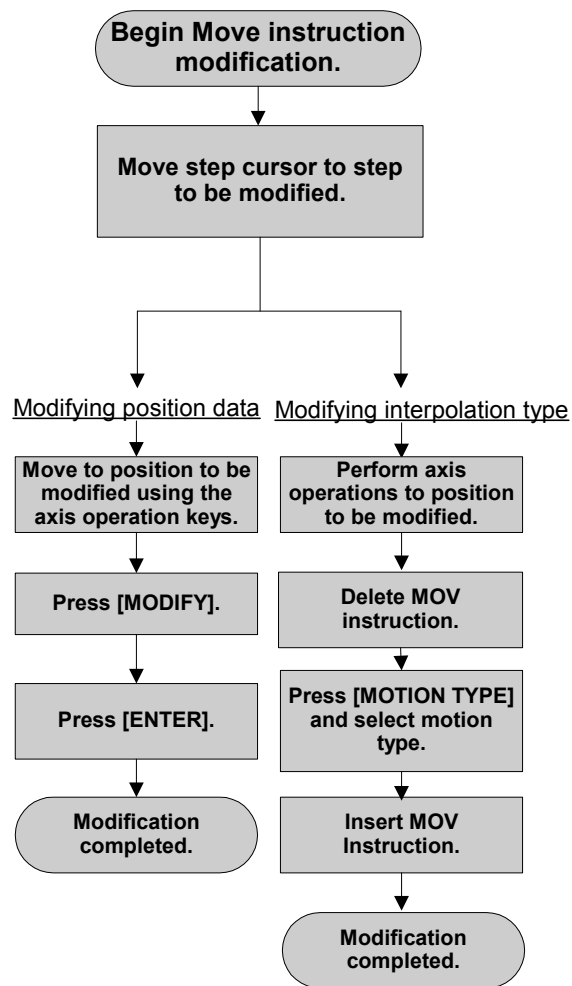 Begin Move instruction
modification.
Move step cursor to step
to be modified.
Modifying position data
Move to position to be
modified using the
axis operation keys.
Press [MODIFY].
Press [ENTER].
Modification
completed.
Modifying interpolation type
Perform axis
operations to position
to be modified.
Delete MOV
instruction.
Press [MOTION TYPE]
and select motion
type.
Insert MOV
Instruction.
Modification
completed.